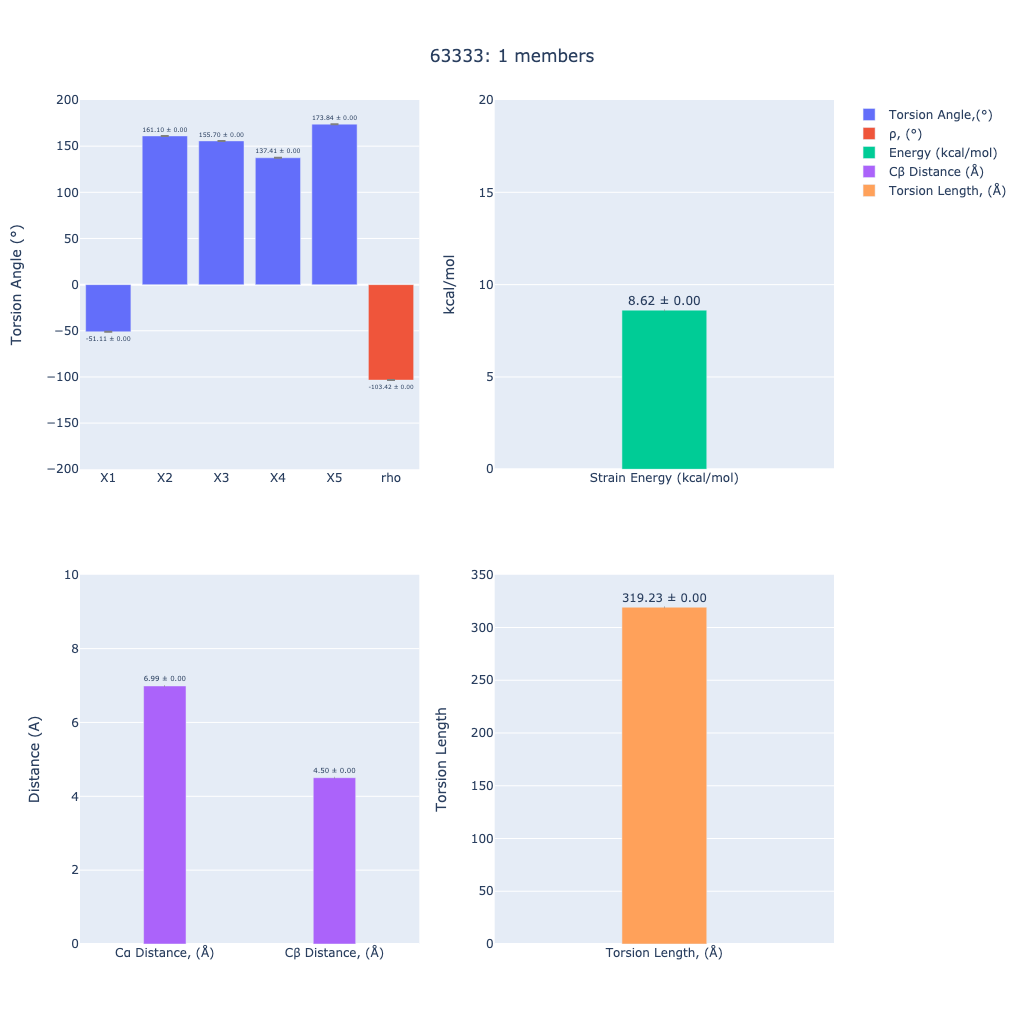 63333: 1 members
200
150
100
50
0
−50
−100
−150
−200
Torsion Angle (°)
-51.11 ± 0.00
161.10 ± 0.00
155.70 ± 0.00
137.41 ± 0.00
173.84 ± 0.00
-103.42 ± 0.00
X1 X2 X3 X4 X5 rho
20
15
10
5
0
kcal/mol
8.62 ± 0.00
Strain Energy (kcal/mol)
Torsion Angle,(°)
ρ, (°)
Energy (kcal/mol)
Cβ Distance (Å)
Torsion Length, (Å)
10
8
6
4
2
0
Distance (A)
6.99 ± 0.00
4.50 ± 0.00
Cα Distance, (Å) Cβ Distance, (Å)
350
300
250
200
150
100
50
0
Torsion Length
319.23 ± 0.00
Torsion Length, (Å)